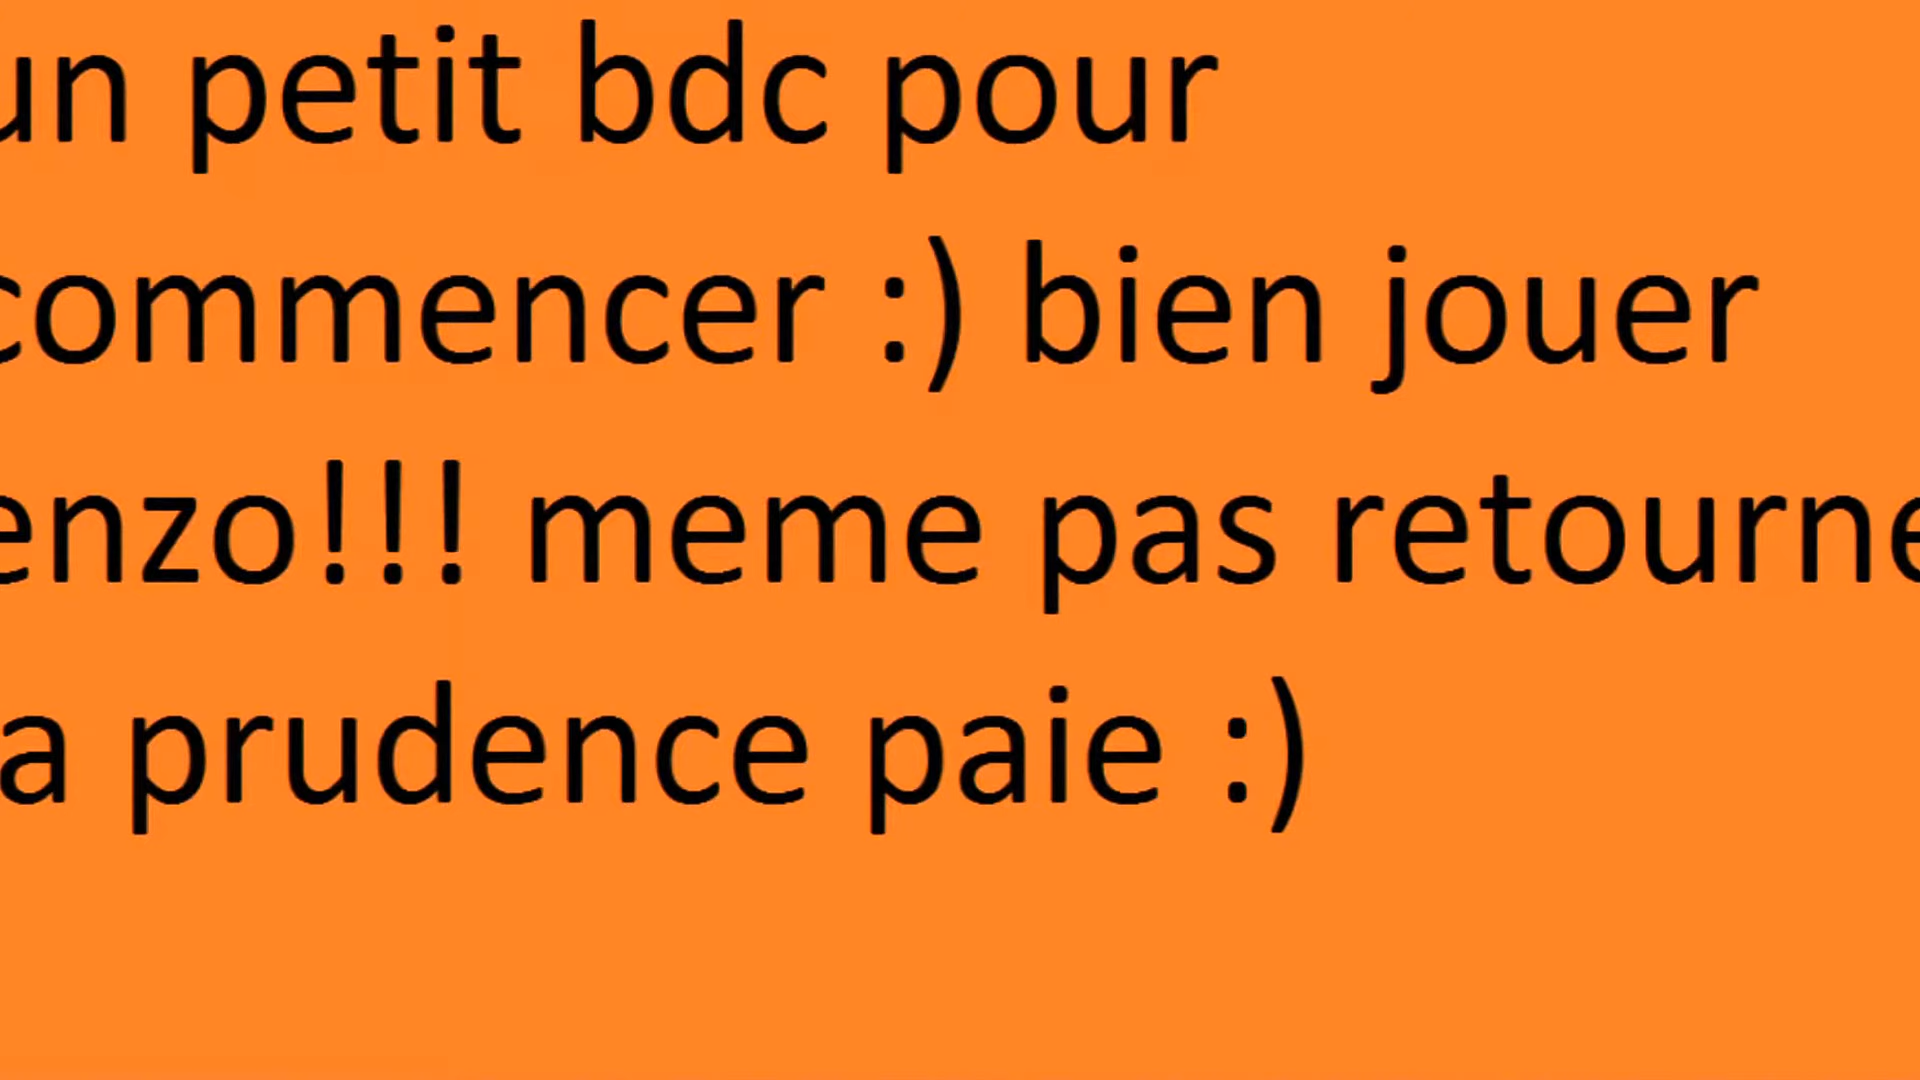 un petit bdc pour
commencer :) bien jouer
enzo!!! meme pas retourne
a prudence paie :)